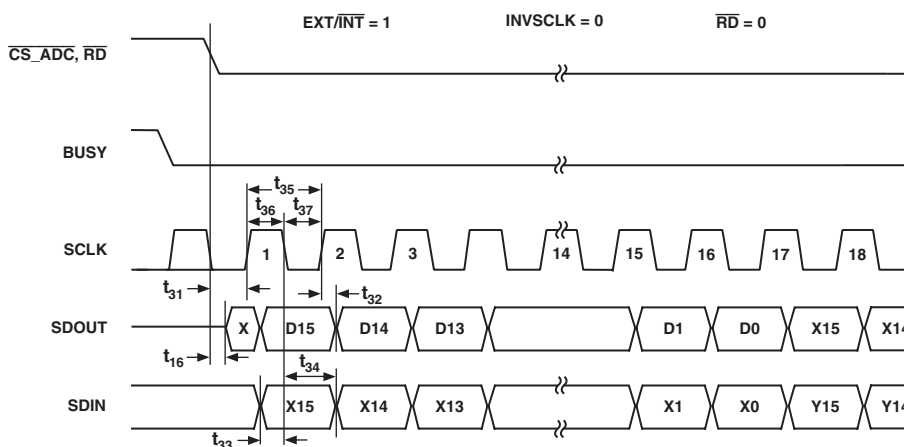 EXT/INT = 1 INVSCLK = 0 RD = 0
CS_ADC, RD
BUSY
t35
t36 t37
SCLK 1 2 3 14 15 16 17 18
t31 t32
SDOUT X D15 D14 D13 D1 D0 X15 X14
t16 t34
SDIN X15 X14 X13 X1 X0 Y15 Y14
t33